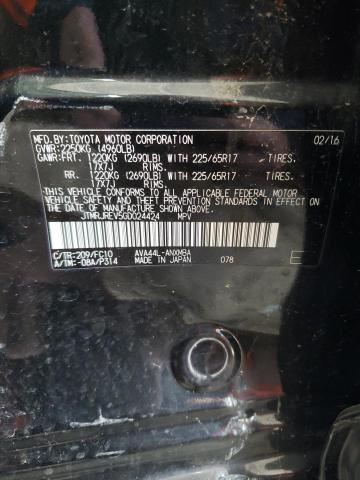 MFD.BY:TOYOTA MOTOR CORPORATION 02/16
GVWR:2250KG (4960LB)
GAWR:FRT. 1220KG (2690LB) WITH 225/65R17 TIRES.
17X7J RIMS.
RR. 1220KG (2690LB) WITH 225/65R17 TIRES.
17X7J RIMS.
THIS VEHICLE CONFORMS TO ALL APPLICABLE FEDERAL MOTOR
VEHICLE SAFETY AND THEFT PREVENTION STANDARDS IN EFFECT
ON THE DATE OF MANUFACTURE SHOWN ABOVE.
JTMRJREV5GD024424 MPV
C/TR:209/FC10 AVA44L-ANXMBA
A/TM:-08A/P314 MADE IN JAPAN 078